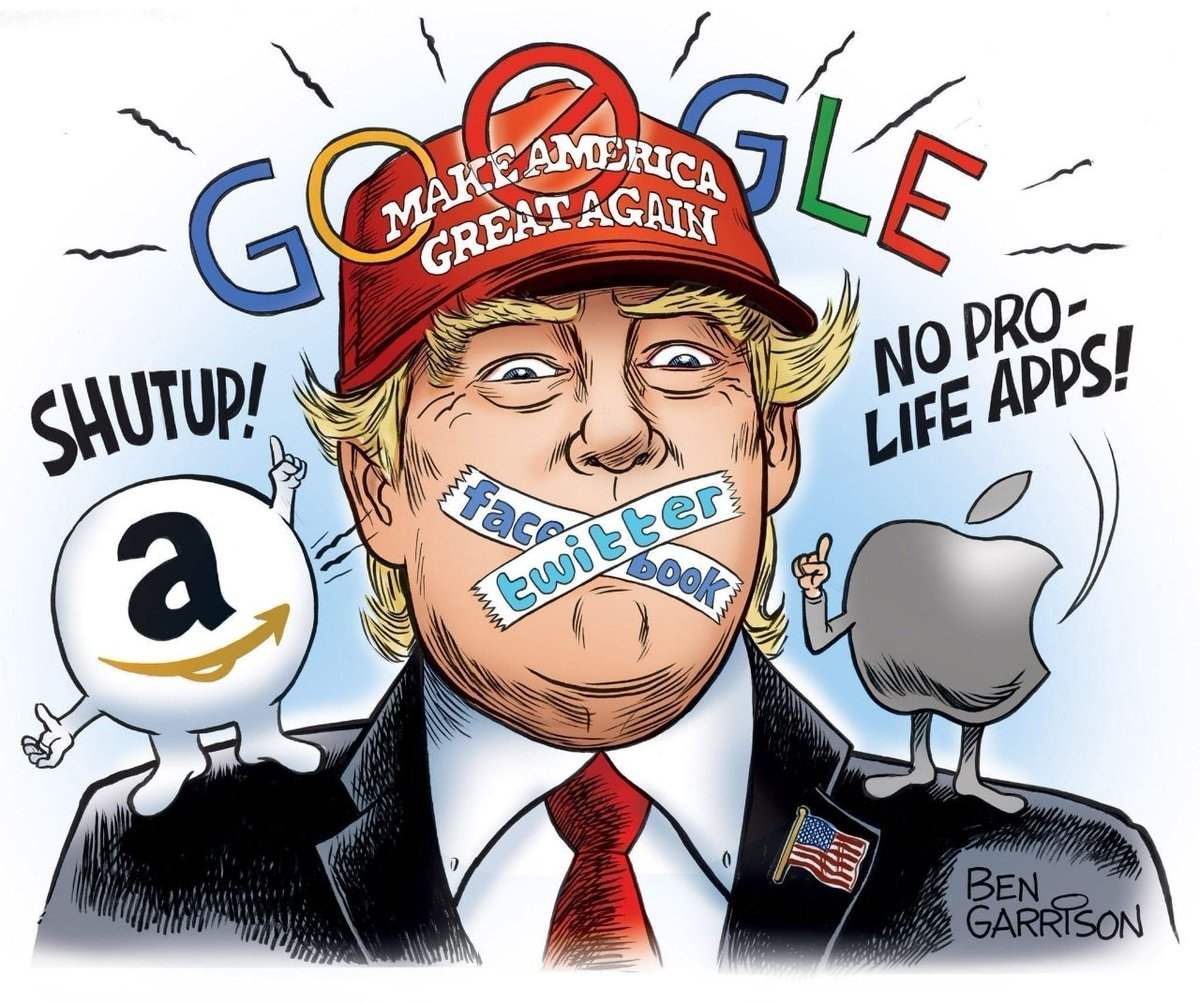 GOOGLE
MAKE AMERICA
GREAT AGAIN
SHUTUP!
NO PRO-
LIFE APPS!
facebook
twitter
a
BEN
GARRISON